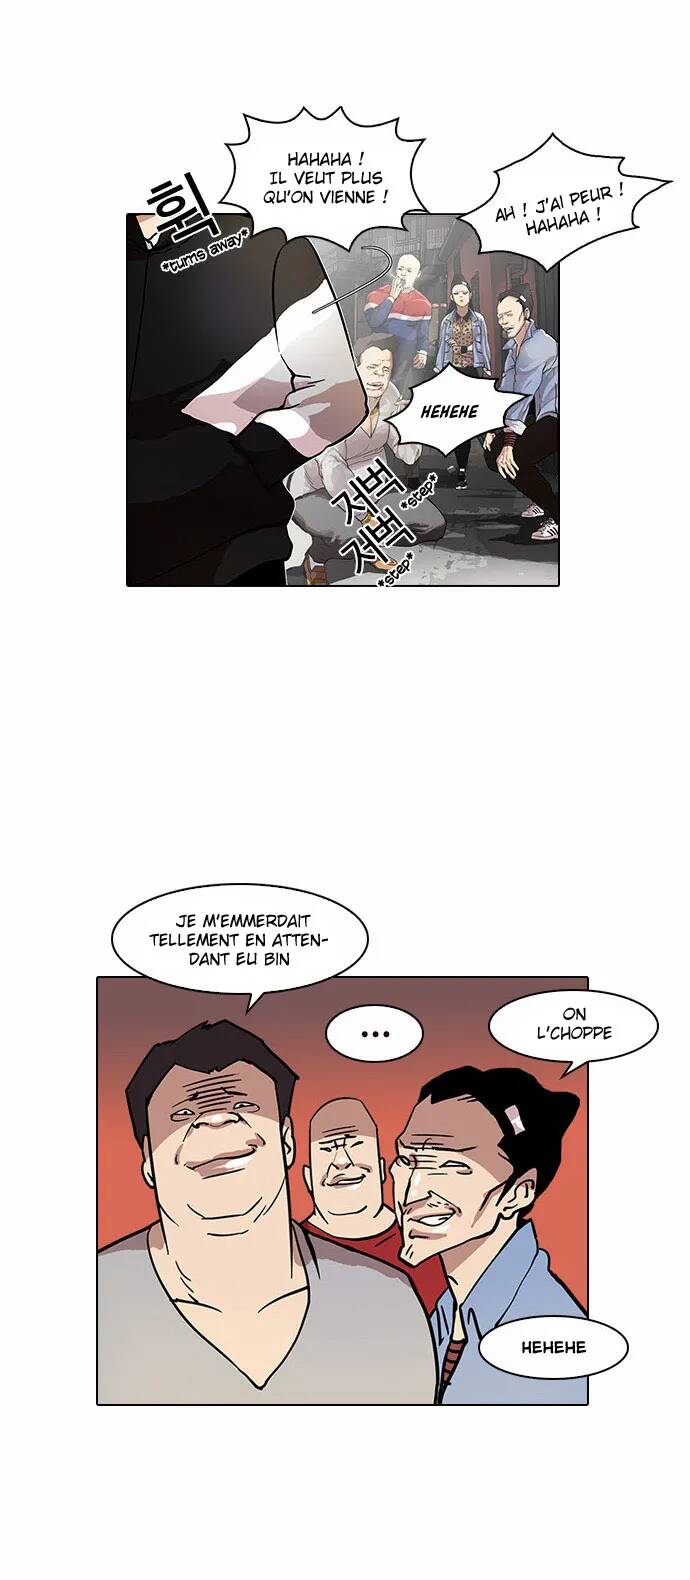 HAHAHA !
IL VEUT PLUS
QU'ON VIENNE !
AH ! J'AI PEUR !
HAHAHA !
휙
*turns away*
HEHEHE
저벅
*step*
저벅
*step*
JE M'EMMERDAIT
TELLEMENT EN ATTEN-
DANT EU BIN
...
ON
L'CHOPPE
HEHEHE